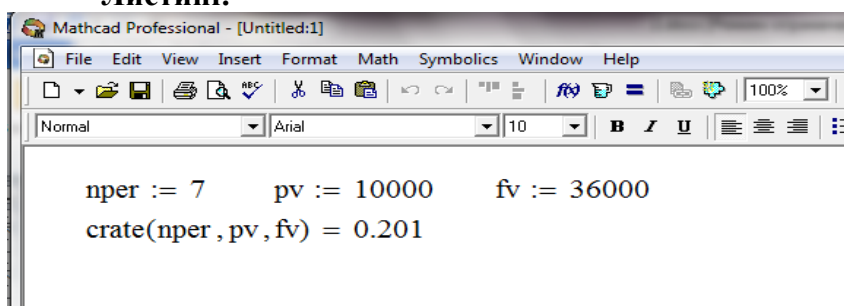 Листинг:
Mathcad Professional - [Untitled:1]
File Edit View Insert Format Math Symbolics Window Help
100%
Normal Arial 10 B I U
nper := 7 pv := 10000 fv := 36000
crate(nper , pv , fv) = 0.201